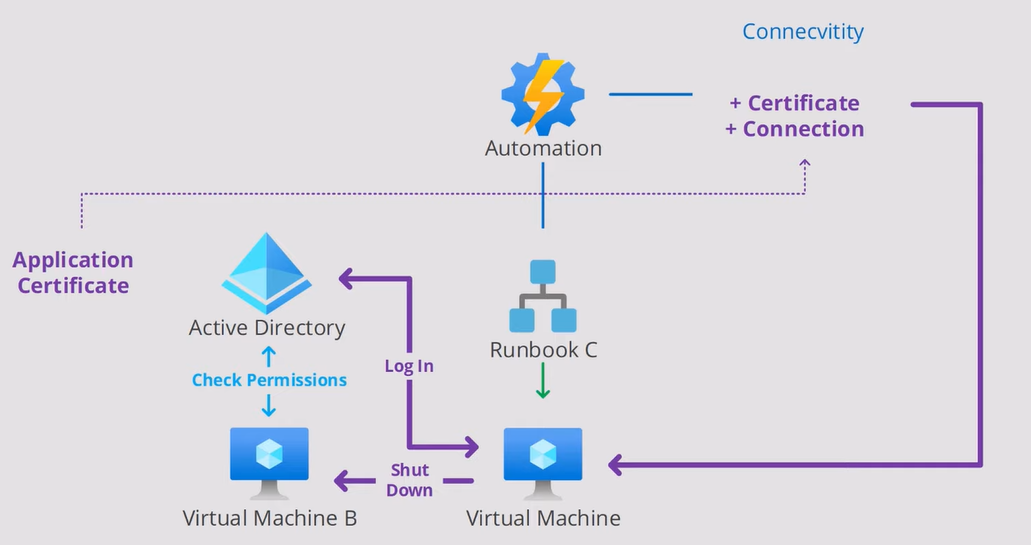 Connecvitity
+ Certificate
+ Connection
Automation
Application
Certificate
Active Directory
Runbook C
Log In
Check Permissions
Shut
Down
Virtual Machine B
Virtual Machine